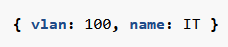 { vlan: 100, name: IT }